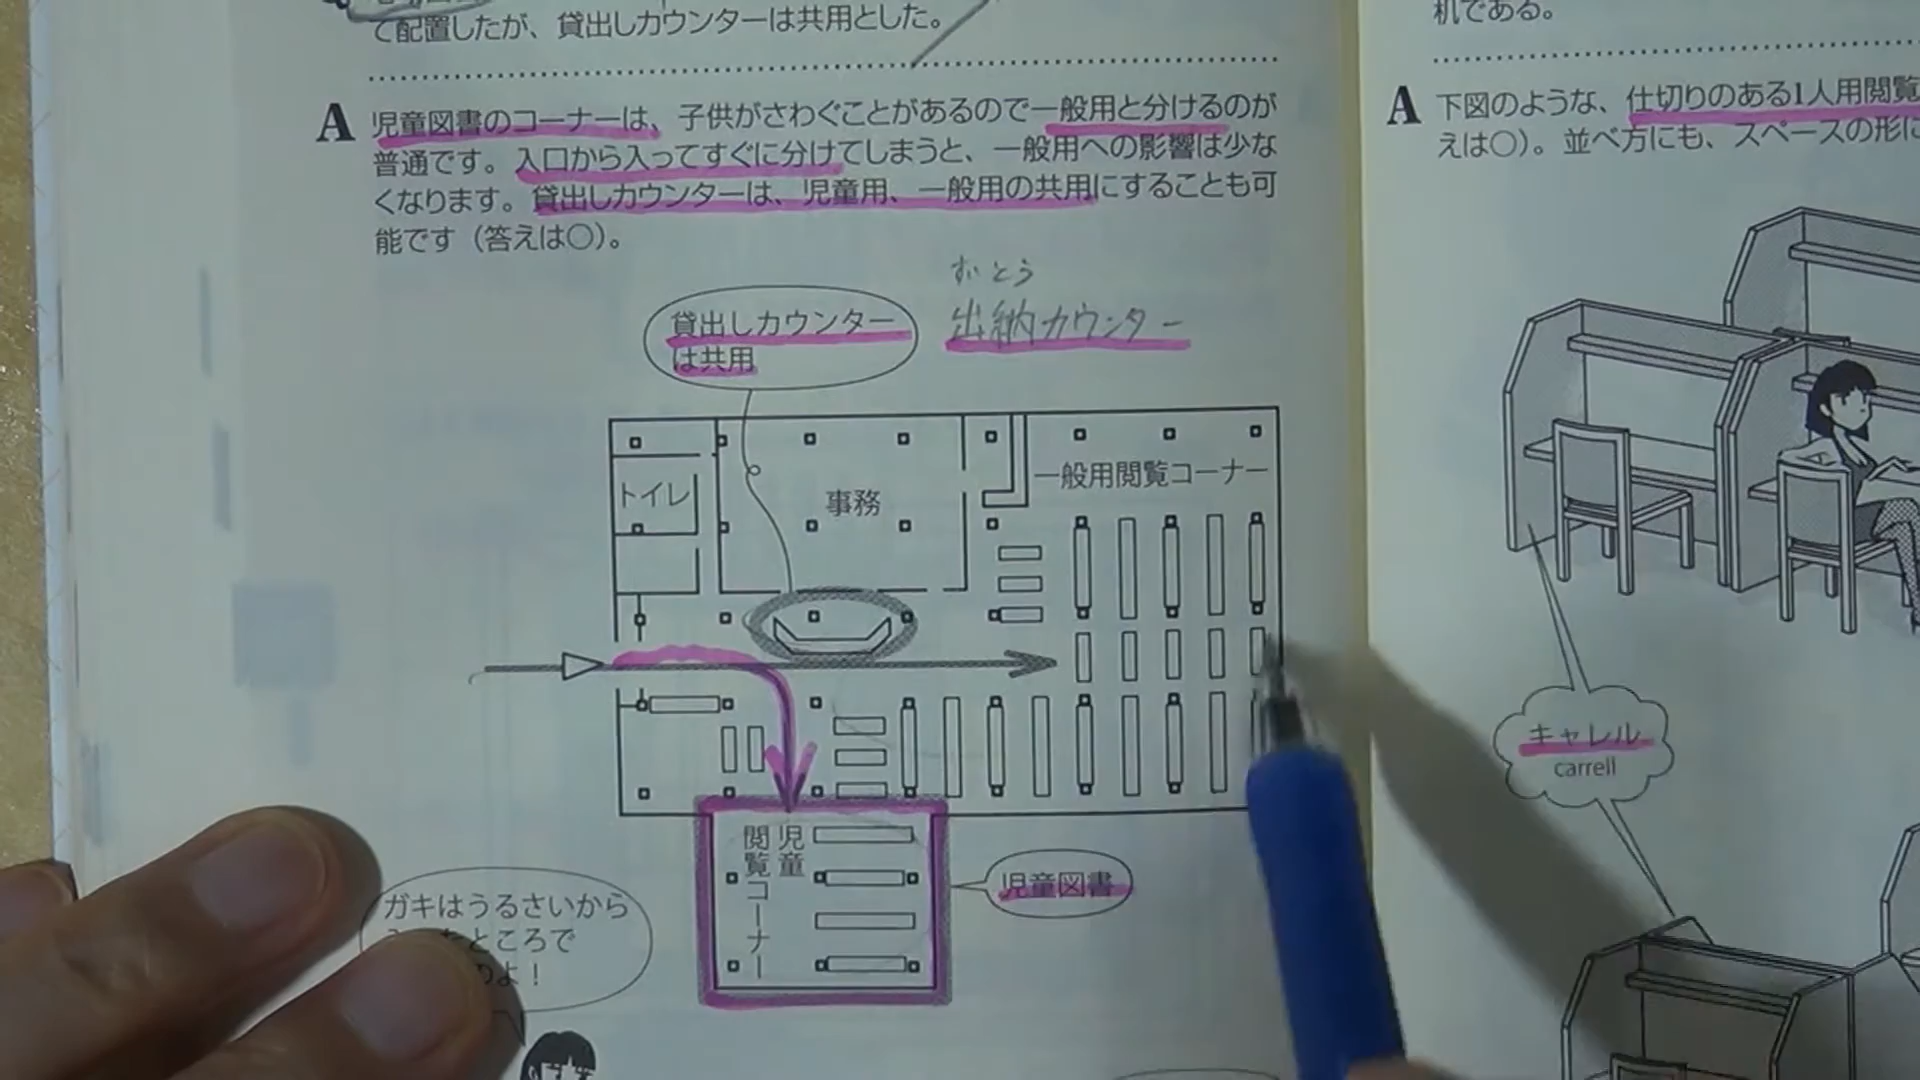 て配置したが、貸出しカウンターは共用とした。
A 児童図書のコーナーは、子供がさわぐことがあるので一般用と分けるのが
普通です。入口から入ってすぐに分けてしまうと、一般用への影響は少な
くなります。貸出しカウンターは、児童用、一般用の共用にすることも可
能です（答えは○）。
貸出しカウンター
は共用
すいとう
出納カウンター
トイレ
事務
一般用閲覧コーナー
児童
閲覧コーナー
児童図書
ガキはうるさいから
ところで
のよ！
机である。
A 下図のような、仕切りのある1人用閲覧
えは○）。並べ方にも、スペースの形に
キャレル
carrell